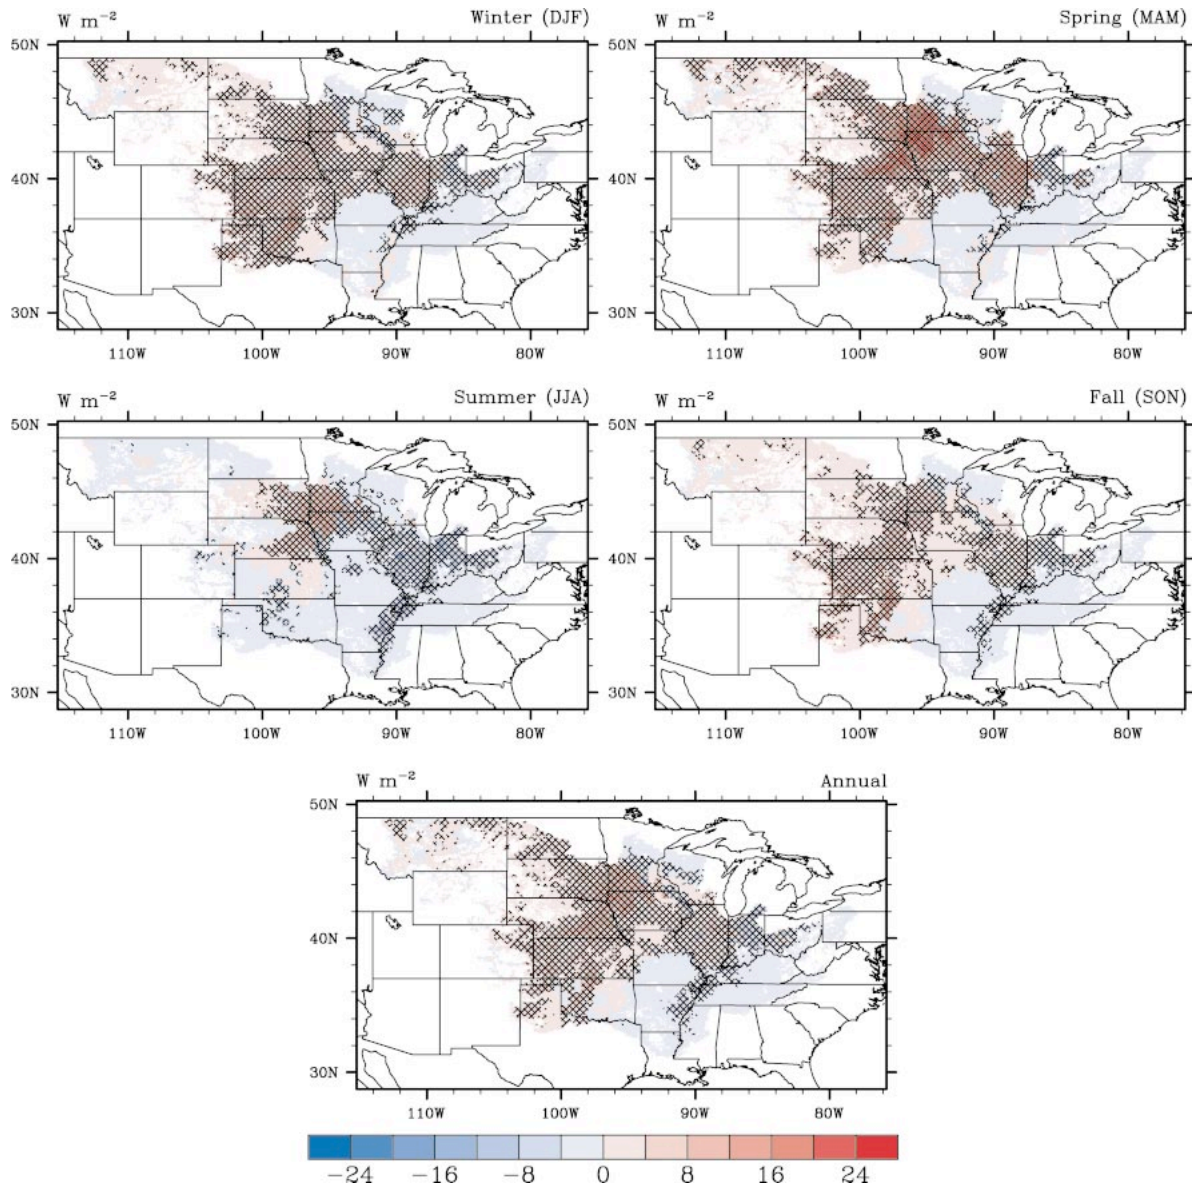 W m−2 Winter (DJF) W m−2 Spring (MAM)
50N 50N
40N 40N
30N 30N
110W 100W 90W 80W 110W 100W 90W 80W
W m−2 Summer (JJA) W m−2 Fall (SON)
50N 50N
40N 40N
30N 30N
110W 100W 90W 80W 110W 100W 90W 80W
W m−2 Annual
50N
40N
30N
110W 100W 90W 80W
−24 −16 −8 0 8 16 24